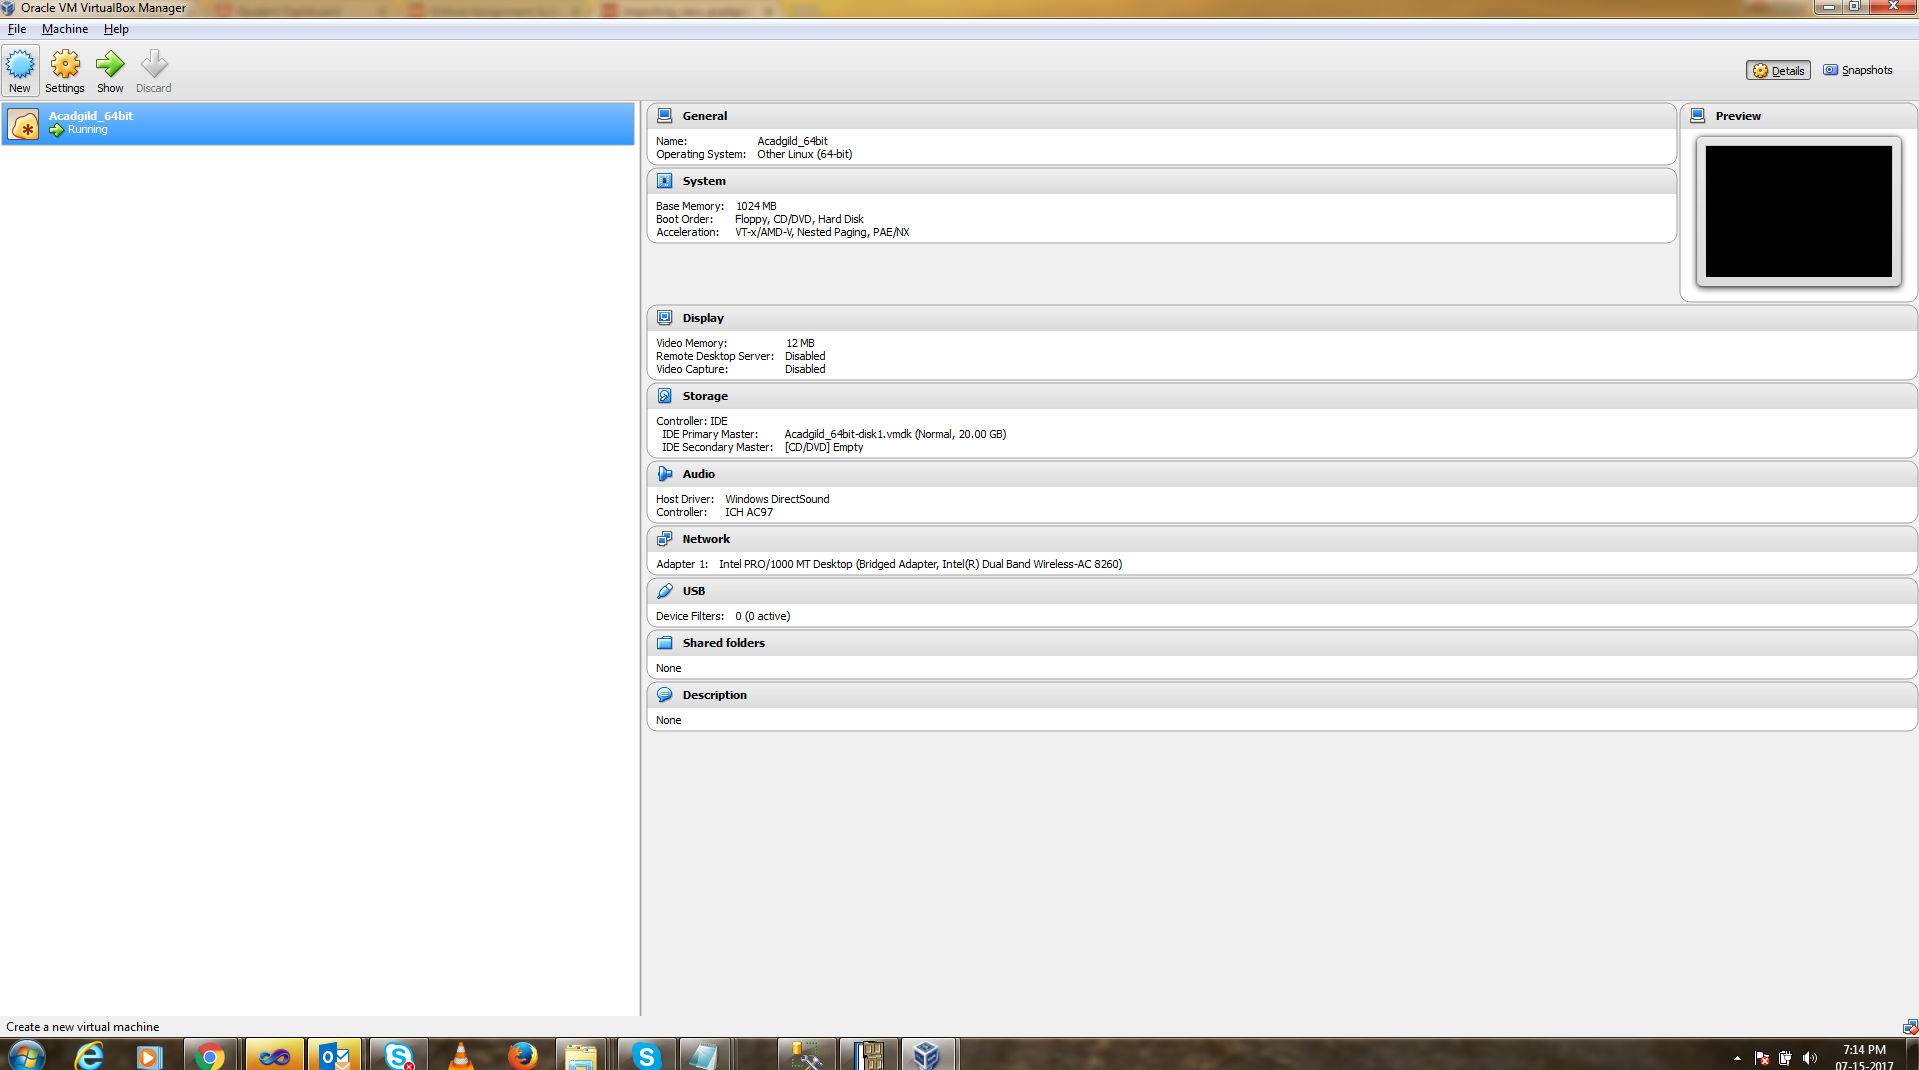 Oracle VM VirtualBox Manager
File Machine Help
New Settings Show Discard
Details Snapshots
Acadgild_64bit
Running
General
Name: Acadgild_64bit
Operating System: Other Linux (64-bit)
System
Base Memory: 1024 MB
Boot Order: Floppy, CD/DVD, Hard Disk
Acceleration: VT-x/AMD-V, Nested Paging, PAE/NX
Preview
Display
Video Memory: 12 MB
Remote Desktop Server: Disabled
Video Capture: Disabled
Storage
Controller: IDE
IDE Primary Master: Acadgild_64bit-disk1.vmdk (Normal, 20.00 GB)
IDE Secondary Master: [CD/DVD] Empty
Audio
Host Driver: Windows DirectSound
Controller: ICH AC97
Network
Adapter 1: Intel PRO/1000 MT Desktop (Bridged Adapter, Intel(R) Dual Band Wireless-AC 8260)
USB
Device Filters: 0 (0 active)
Shared folders
None
Description
None
Create a new virtual machine
7:14 PM
07-15-2017